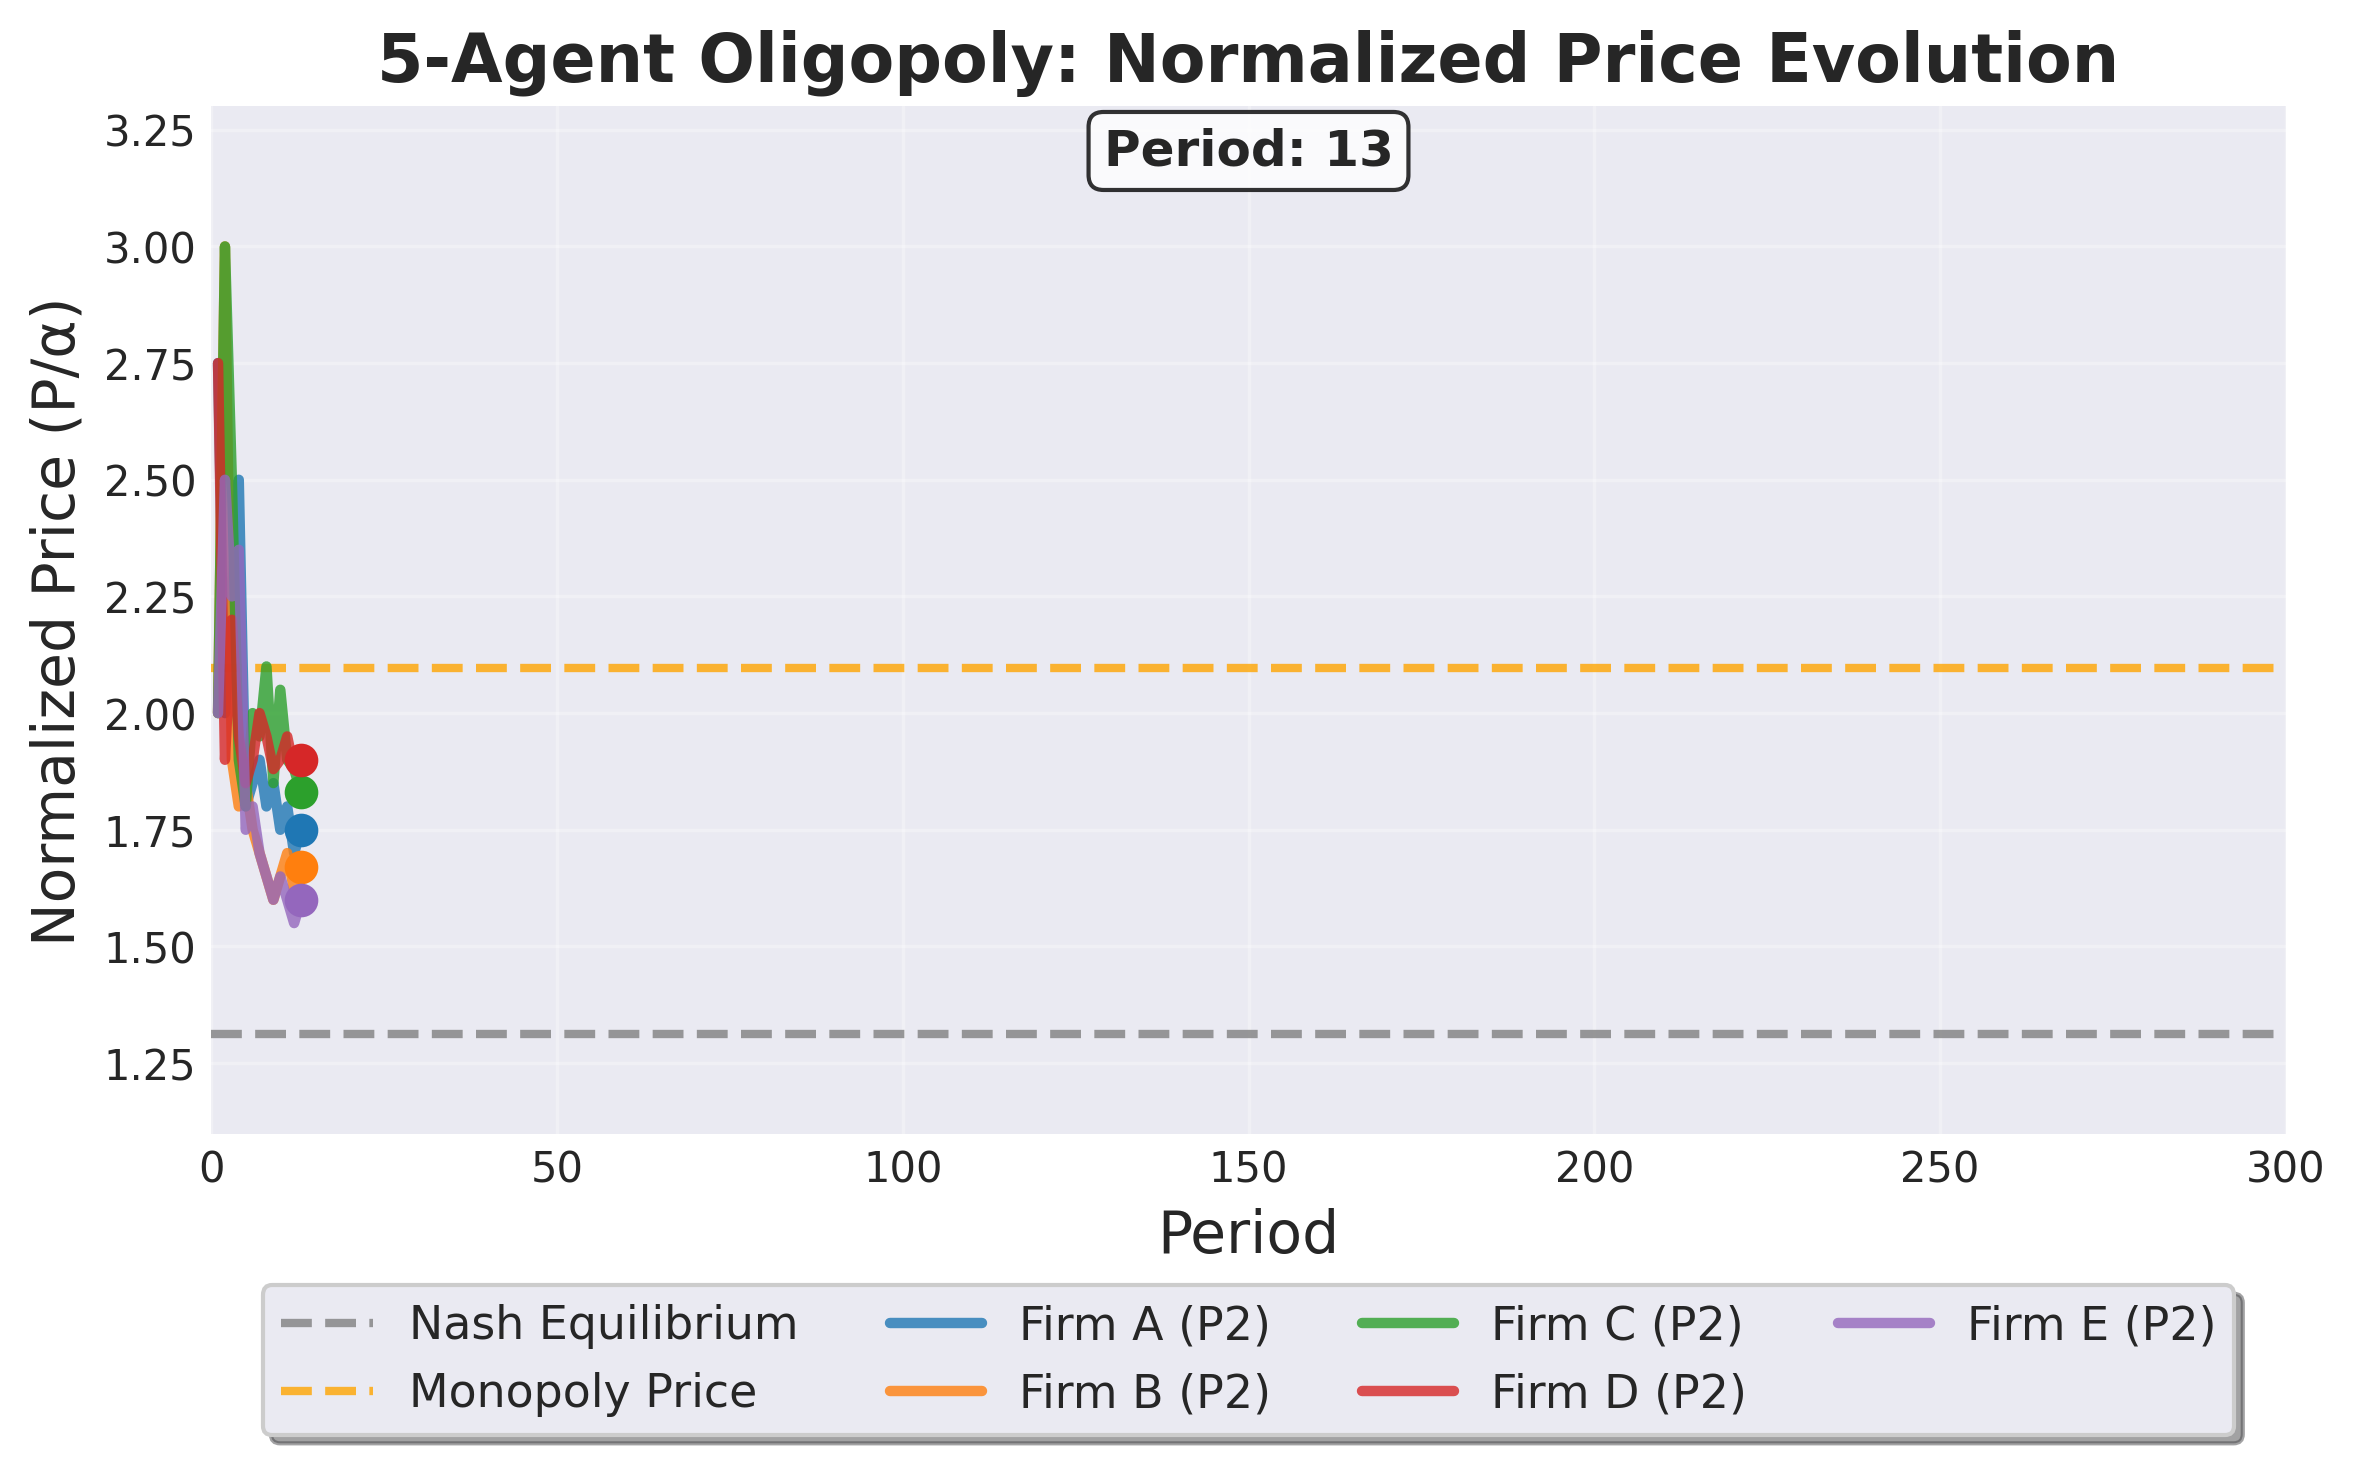 5-Agent Oligopoly: Normalized Price Evolution
Period: 13
Normalized Price (P/α)
3.25
3.00
2.75
2.50
2.25
2.00
1.75
1.50
1.25
0 50 100 150 200 250 300
Period
Nash Equilibrium Firm A (P2) Firm C (P2) Firm E (P2)
Monopoly Price Firm B (P2) Firm D (P2)